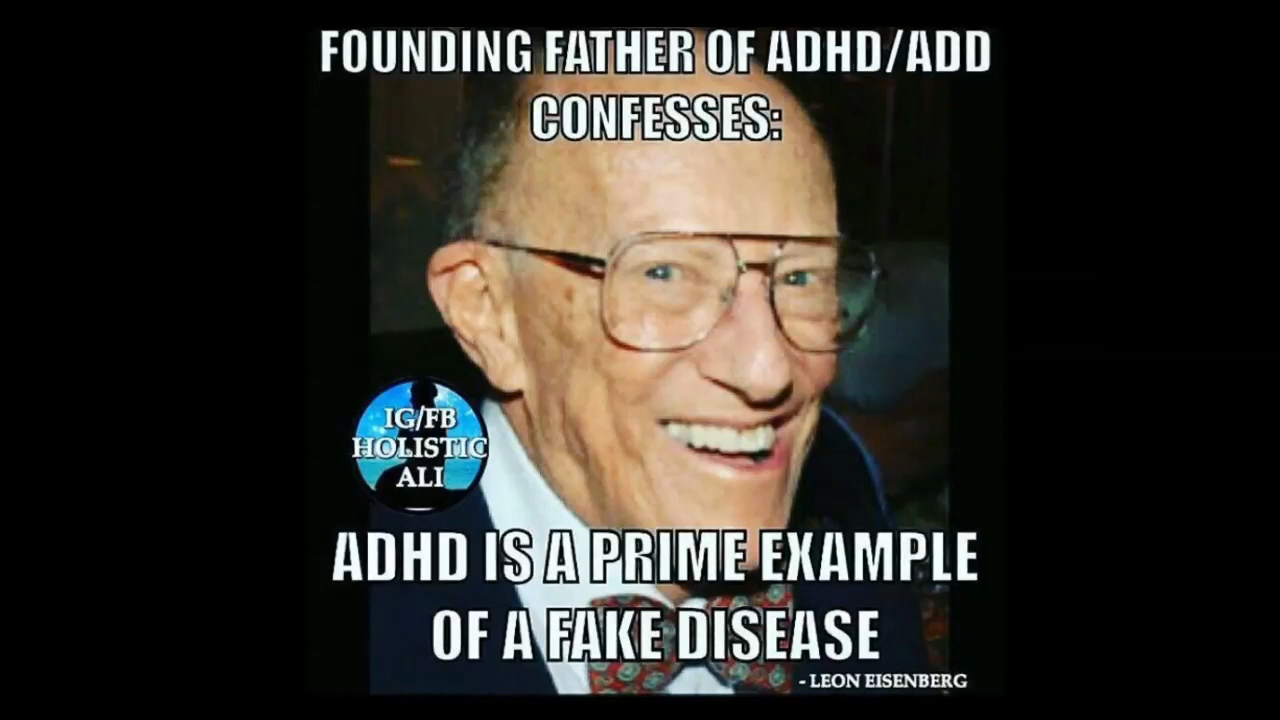 FOUNDING FATHER OF ADHD/ADD
CONFESSES:
IG/FB
HOLISTIC
ALI
ADHD IS A PRIME EXAMPLE
OF A FAKE DISEASE
- LEON EISENBERG